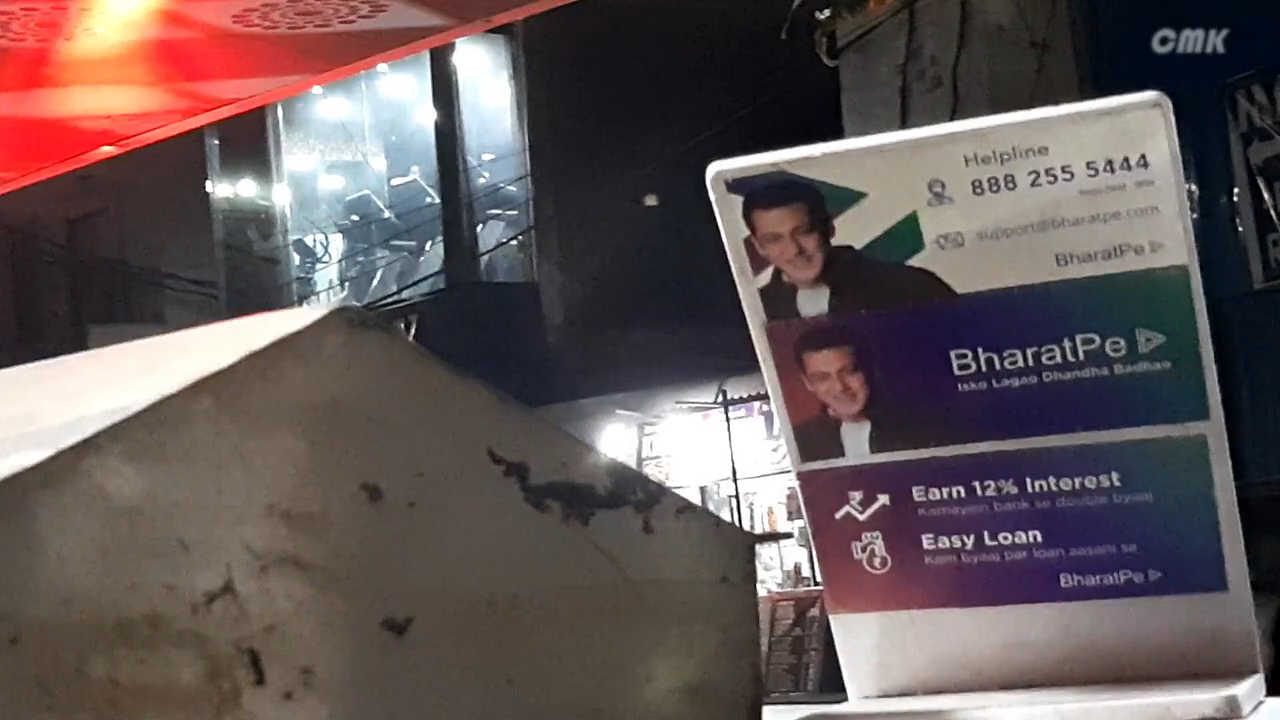 CMK
Helpline
888 255 5444
support@bharatpe.com
BharatPe
BharatPe
Isko Lagao Dhandha Badhao
Earn 12% Interest
Kamayein bank se double byaaj
Easy Loan
Kam byaaj par loan aasani se
BharatPe